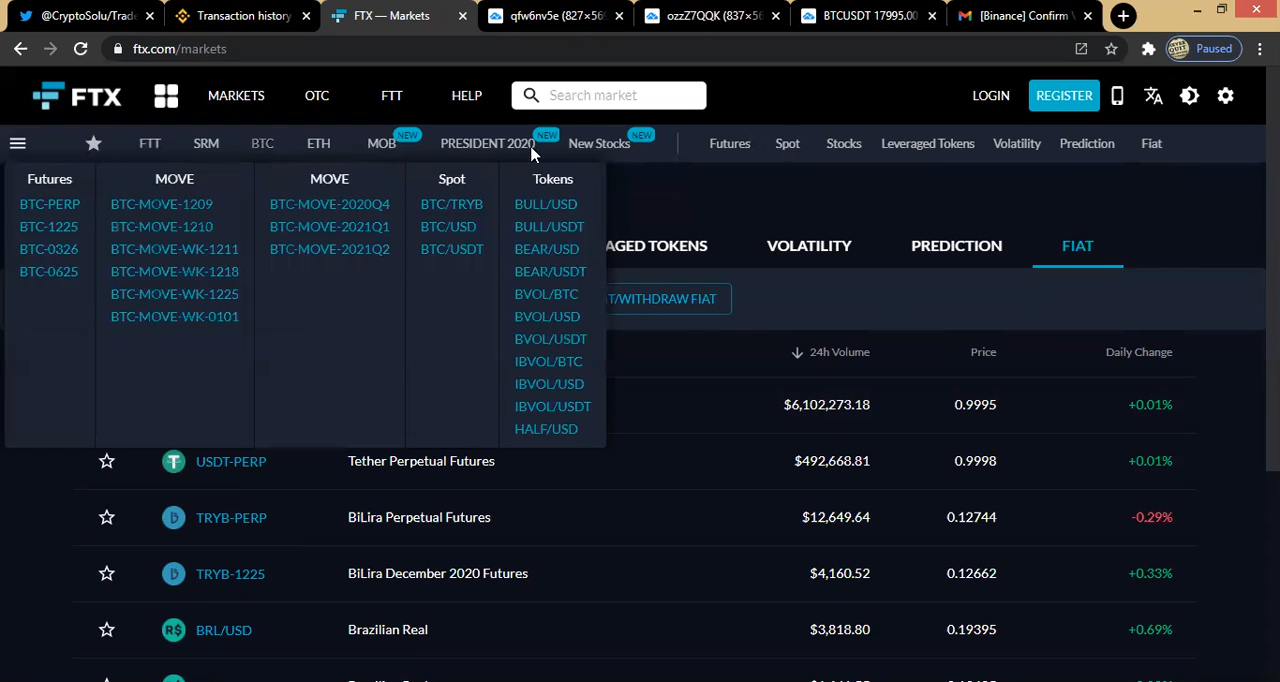 @CryptoSolu/Trade
Transaction history
FTX — Markets
qfw6nv5e (827×569
ozzZ7QQK (837×56
BTCUSDT 17995.00
[Binance] Confirm
ftx.com/markets
Paused
FTX
MARKETS
OTC
FTT
HELP
Search market
LOGIN
REGISTER
FTT
SRM
BTC
ETH
MOB
NEW
PRESIDENT 2020
NEW
New Stocks
NEW
Futures
Spot
Stocks
Leveraged Tokens
Volatility
Prediction
Fiat
Futures
BTC-PERP
BTC-1225
BTC-0326
BTC-0625
MOVE
BTC-MOVE-1209
BTC-MOVE-1210
BTC-MOVE-WK-1211
BTC-MOVE-WK-1218
BTC-MOVE-WK-1225
BTC-MOVE-WK-0101
MOVE
BTC-MOVE-2020Q4
BTC-MOVE-2021Q1
BTC-MOVE-2021Q2
Spot
BTC/TRYB
BTC/USD
BTC/USDT
Tokens
BULL/USD
BULL/USDT
BEAR/USD
BEAR/USDT
BVOL/BTC
BVOL/USD
BVOL/USDT
IBVOL/BTC
IBVOL/USD
IBVOL/USDT
HALF/USD
AGED TOKENS
VOLATILITY
PREDICTION
FIAT
T/WITHDRAW FIAT
24h Volume
Price
Daily Change
$6,102,273.18
0.9995
+0.01%
USDT-PERP
Tether Perpetual Futures
$492,668.81
0.9998
+0.01%
TRYB-PERP
BiLira Perpetual Futures
$12,649.64
0.12744
-0.29%
TRYB-1225
BiLira December 2020 Futures
$4,160.52
0.12662
+0.33%
R$
BRL/USD
Brazilian Real
$3,818.80
0.19395
+0.69%